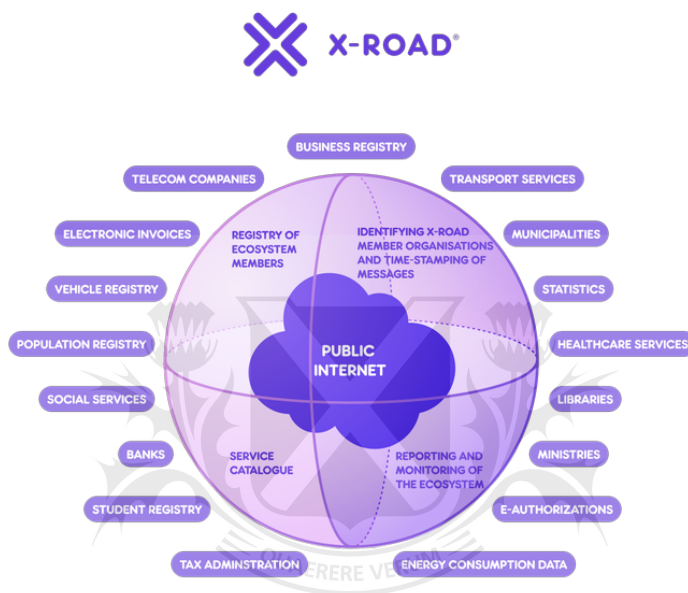 X-ROAD®
BUSINESS REGISTRY
TELECOM COMPANIES
TRANSPORT SERVICES
ELECTRONIC INVOICES
REGISTRY OF
ECOSYSTEM
MEMBERS
IDENTIFYING X-ROAD
MEMBER ORGANISATIONS
AND TIME-STAMPING OF
MESSAGES
MUNICIPALITIES
VEHICLE REGISTRY
STATISTICS
POPULATION REGISTRY
PUBLIC
INTERNET
HEALTHCARE SERVICES
SOCIAL SERVICES
LIBRARIES
BANKS
SERVICE
CATALOGUE
REPORTING AND
MONITORING OF
THE ECOSYSTEM
MINISTRIES
STUDENT REGISTRY
E-AUTHORIZATIONS
TAX ADMINSTRATION
ENERGY CONSUMPTION DATA